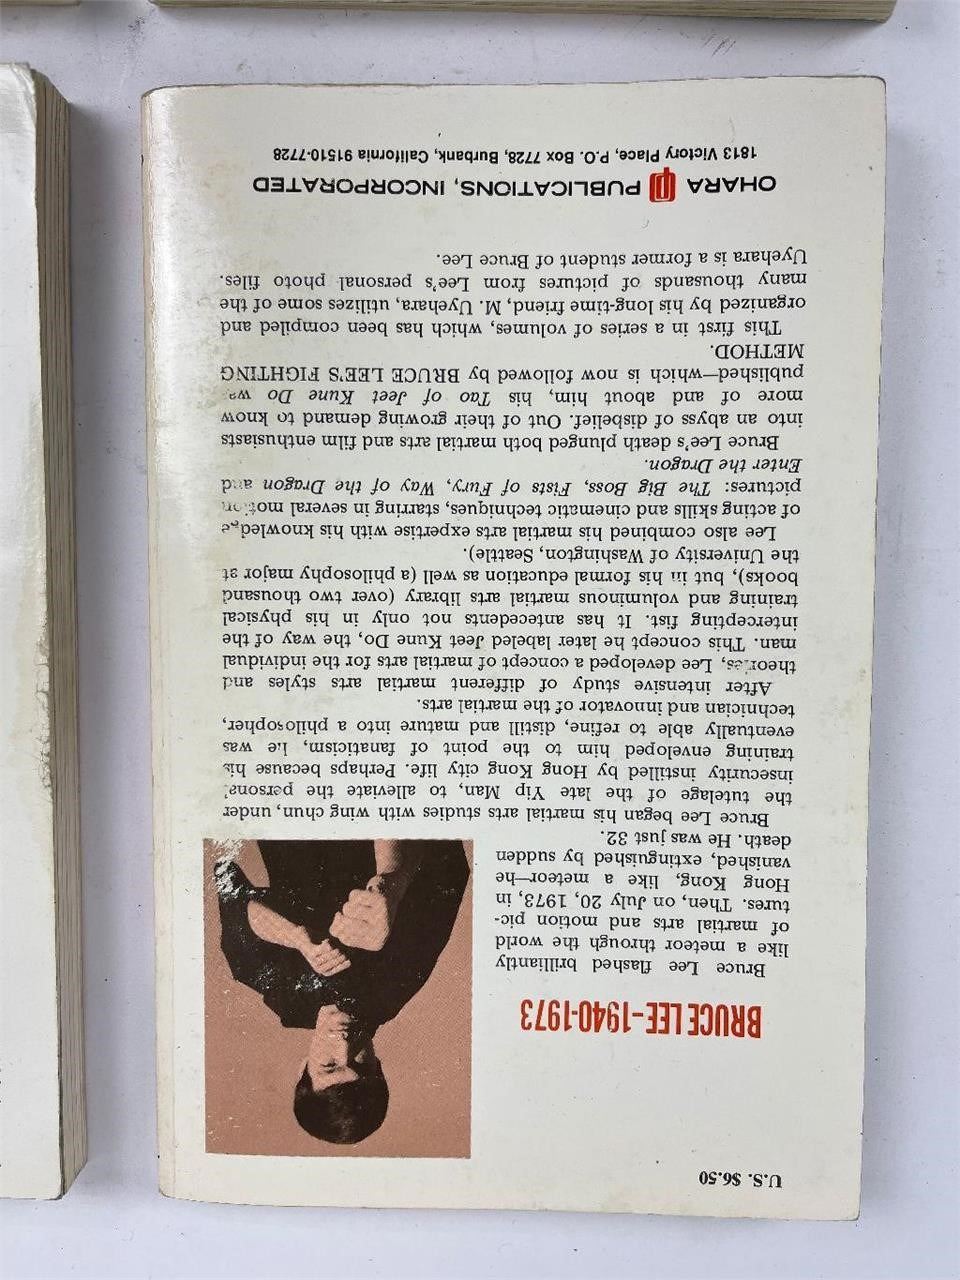 U.S. $6.50
BRUCE LEE–1940-1973
Bruce Lee flashed brilliantly
like a meteor through the world
of martial arts and motion pic-
tures. Then, on July 20, 1973, in
Hong Kong, like a meteor—he
vanished, extinguished by sudden
death. He was just 32.
Bruce Lee began his martial arts studies with wing chun, under
the tutelage of the late Yip Man, to alleviate the personal
insecurity instilled by Hong Kong city life. Perhaps because his
training enveloped him to the point of fanaticism, he was
eventually able to refine, distill and mature into a philosopher,
technician and innovator of the martial arts.
After intensive study of different martial arts styles and
theories, Lee developed a concept of martial arts for the individual
man. This concept he later labeled Jeet Kune Do, the way of the
intercepting fist. It has antecedents not only in his physical
training and voluminous martial arts library (over two thousand
books), but in his formal education as well (a philosophy major at
the University of Washington, Seattle).
Lee also combined his martial arts expertise with his knowledge
of acting skills and cinematic techniques, starring in several motion
pictures: The Big Boss, Fists of Fury, Way of the Dragon and
Enter the Dragon.
Bruce Lee's death plunged both martial arts and film enthusiasts
into an abyss of disbelief. Out of their growing demand to know
more of and about him, his Tao of Jeet Kune Do was
published—which is now followed by BRUCE LEE'S FIGHTING
METHOD.
This first in a series of volumes, which has been compiled and
organized by his long-time friend, M. Uyehara, utilizes some of the
many thousands of pictures from Lee's personal photo files.
Uyehara is a former student of Bruce Lee.
OHARA PUBLICATIONS, INCORPORATED
1813 Victory Place, P.O. Box 7728, Burbank, California 91510-7728